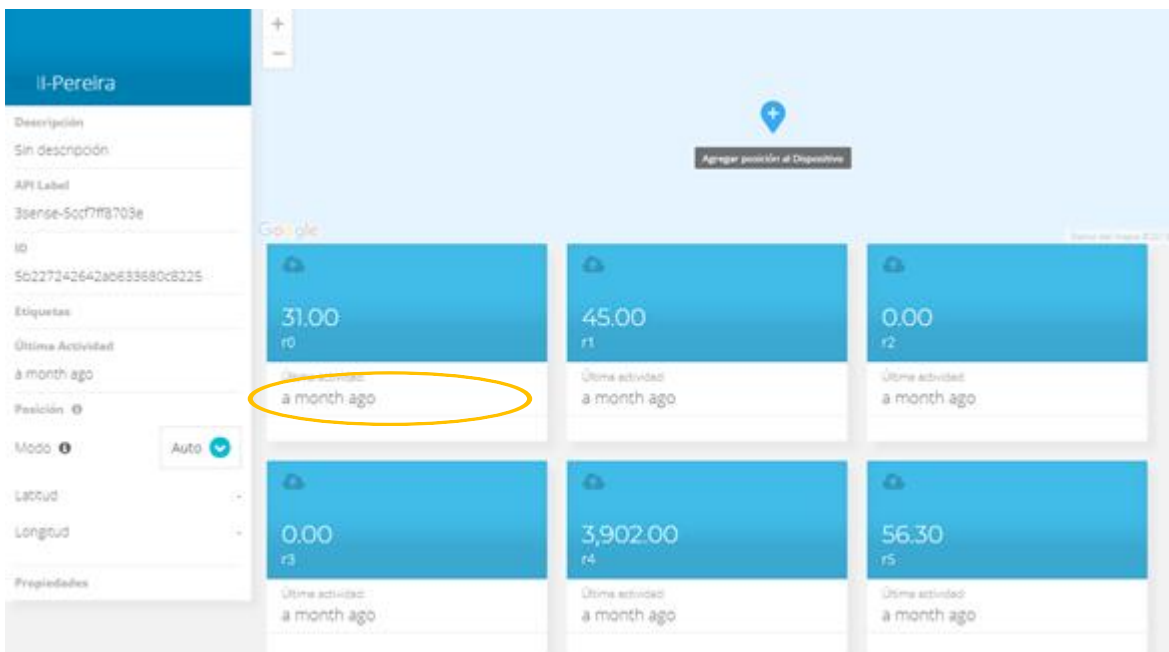 +
−
ll-Pereira
Descripción
Sin descripción
API Label
3sense-5ccf7ff8703e
ID
5b227242642ab633680c8225
Etiquetas
Última Actividad
a month ago
Posición
Modo
Auto
Latitud -
Longitud -
Propiedades
Agregar posición al Dispositivo
Google
31.00
r0
Última actividad:
a month ago
45.00
r1
Última actividad:
a month ago
0.00
r2
Última actividad:
a month ago
0.00
r3
Última actividad:
a month ago
3,902.00
r4
Última actividad:
a month ago
56.30
r5
Última actividad:
a month ago